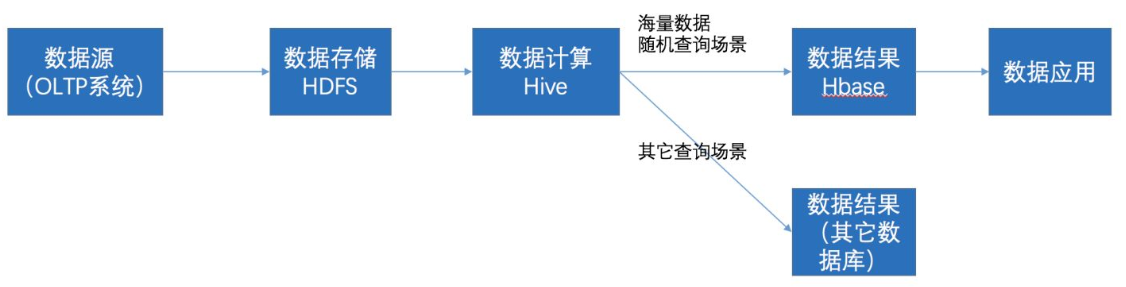 数据源
（OLTP系统）
数据存储
HDFS
数据计算
Hive
海量数据
随机查询场景
数据结果
Hbase
数据应用
其它查询场景
数据结果
（其它数
据库）